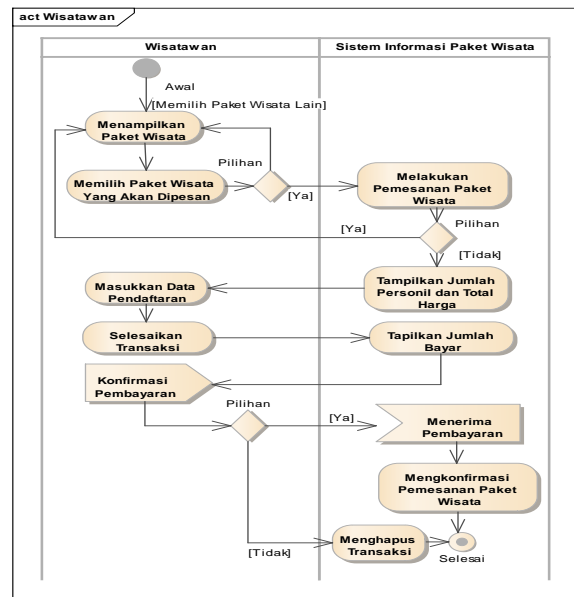 act Wisatawan
Wisatawan
Sistem Informasi Paket Wisata
Awal
[Memilih Paket Wisata Lain]
Menampilkan
Paket Wisata
Pilihan
Memilih Paket Wisata
Yang Akan Dipesan
[Ya]
Melakukan
Pemesanan Paket
Wisata
Pilihan
[Ya]
[Tidak]
Masukkan Data
Pendaftaran
Tampilkan Jumlah
Personil dan Total
Harga
Selesaikan
Transaksi
Tapilkan Jumlah
Bayar
Konfirmasi
Pembayaran
Pilihan
[Ya]
Menerima
Pembayaran
Mengkonfirmasi
Pemesanan Paket
Wisata
[Tidak]
Menghapus
Transaksi
Selesai